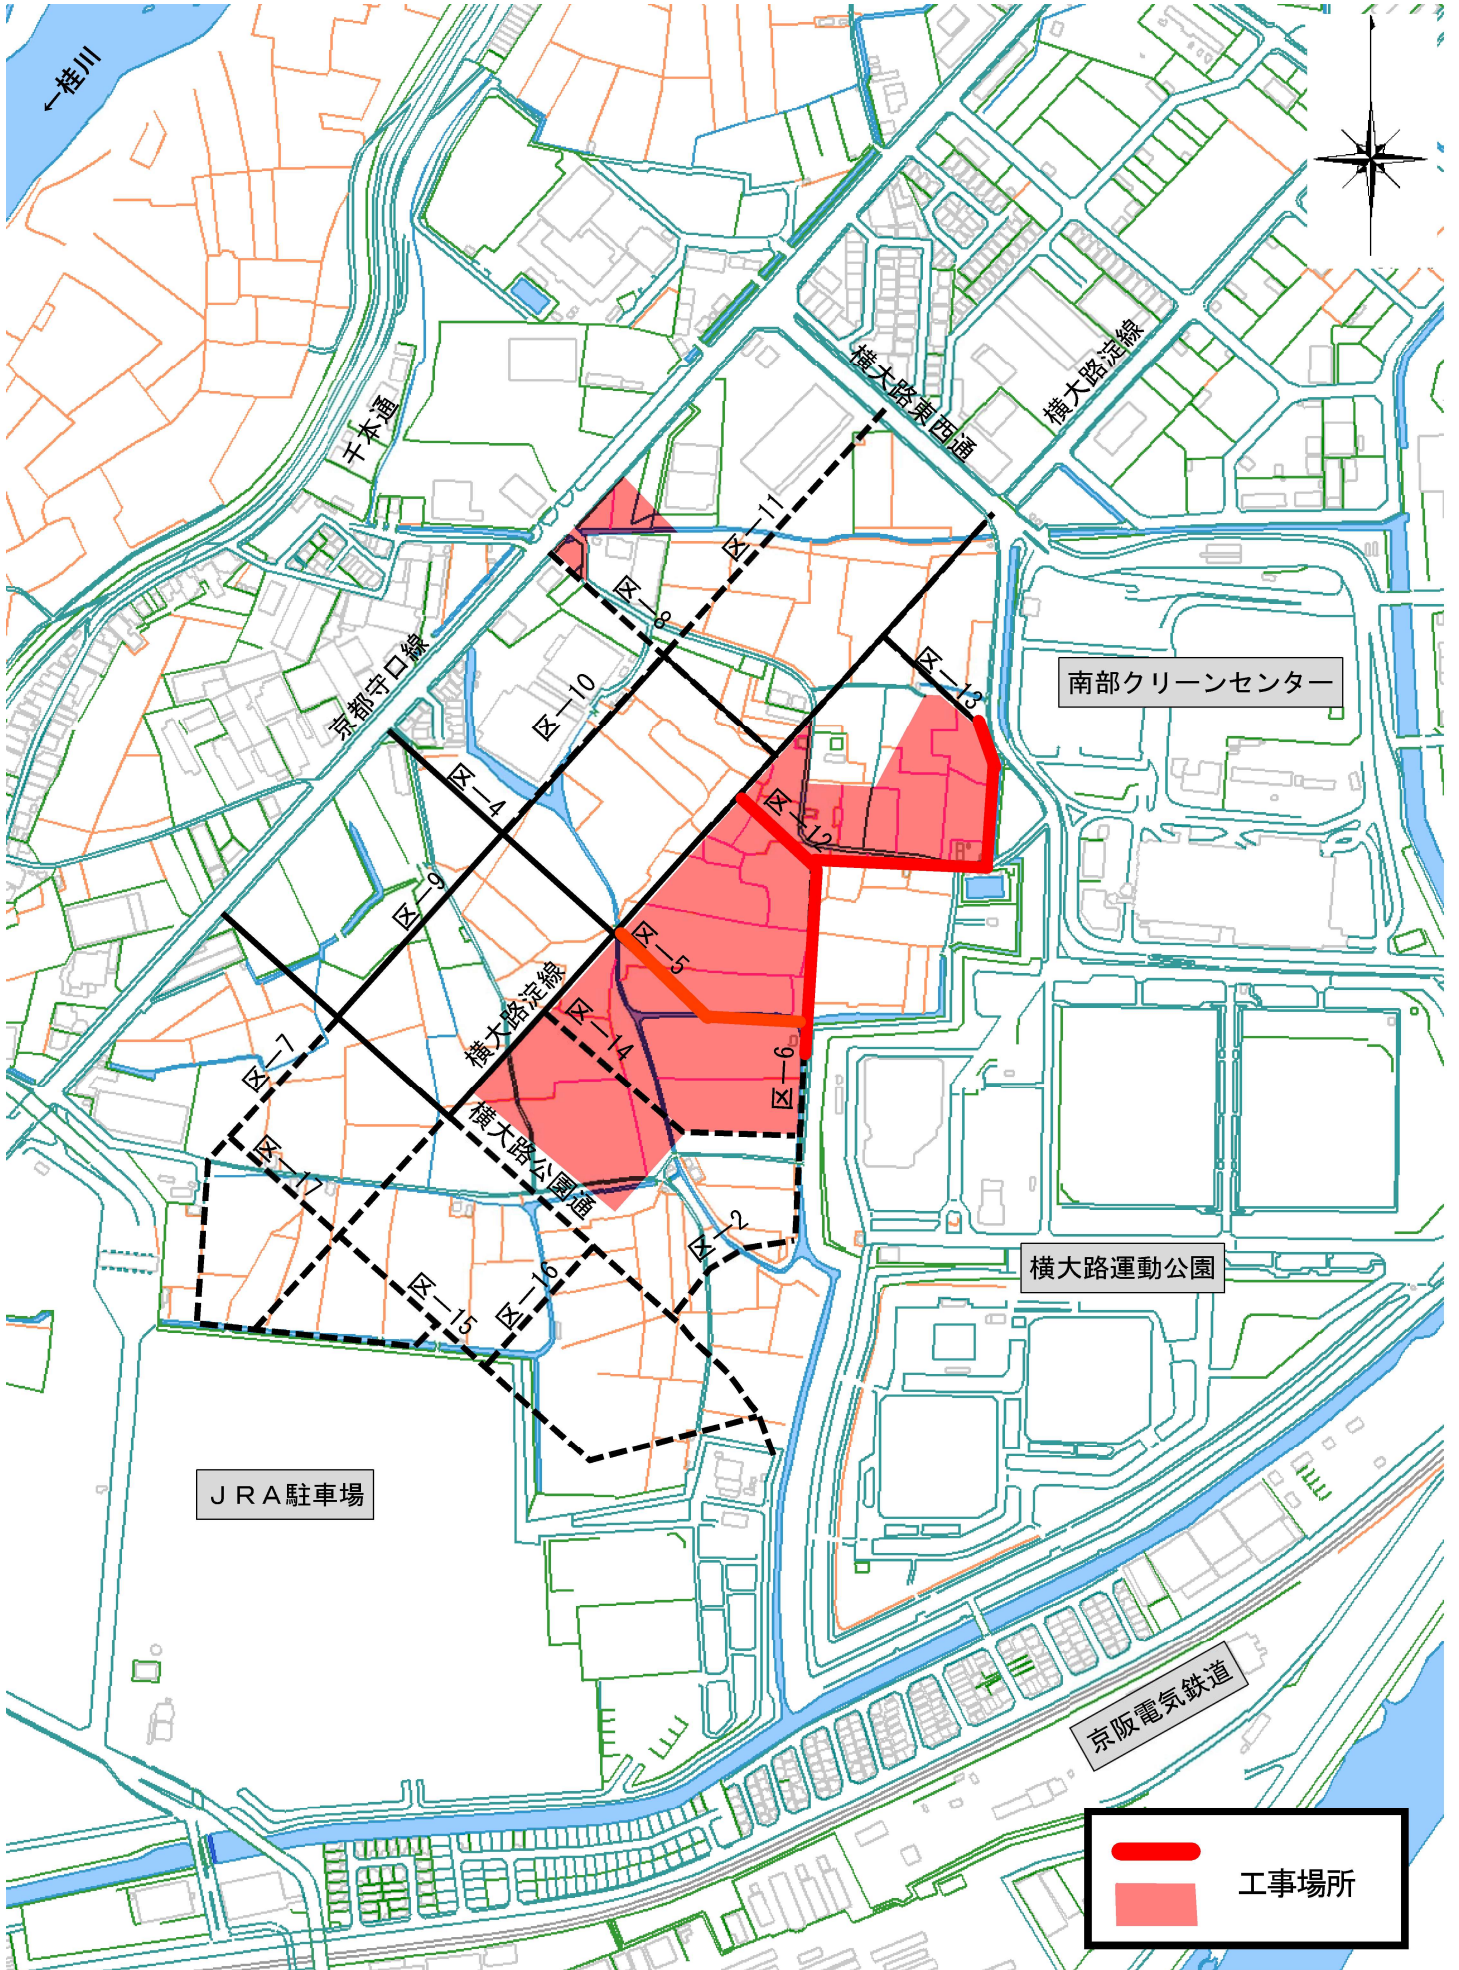 ←桂川
千本通
横大路東西通
横大路淀線
区―11
区―8
区―13
南部クリーンセンター
京都守口線
区―10
区―4
区―12
区―9
区―5
横大路淀線
区―14
区―7
区―6
横大路公園通
区―17
区―2
横大路運動公園
区―15
区―16
JRA駐車場
京阪電気鉄道
工事場所